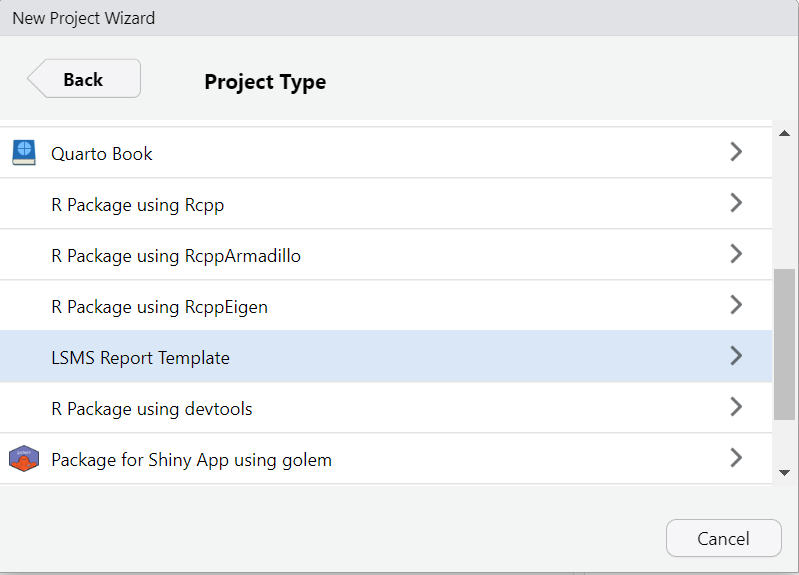 New Project Wizard
Back
Project Type
Quarto Book
R Package using Rcpp
R Package using RcppArmadillo
R Package using RcppEigen
LSMS Report Template
R Package using devtools
Package for Shiny App using golem
Cancel